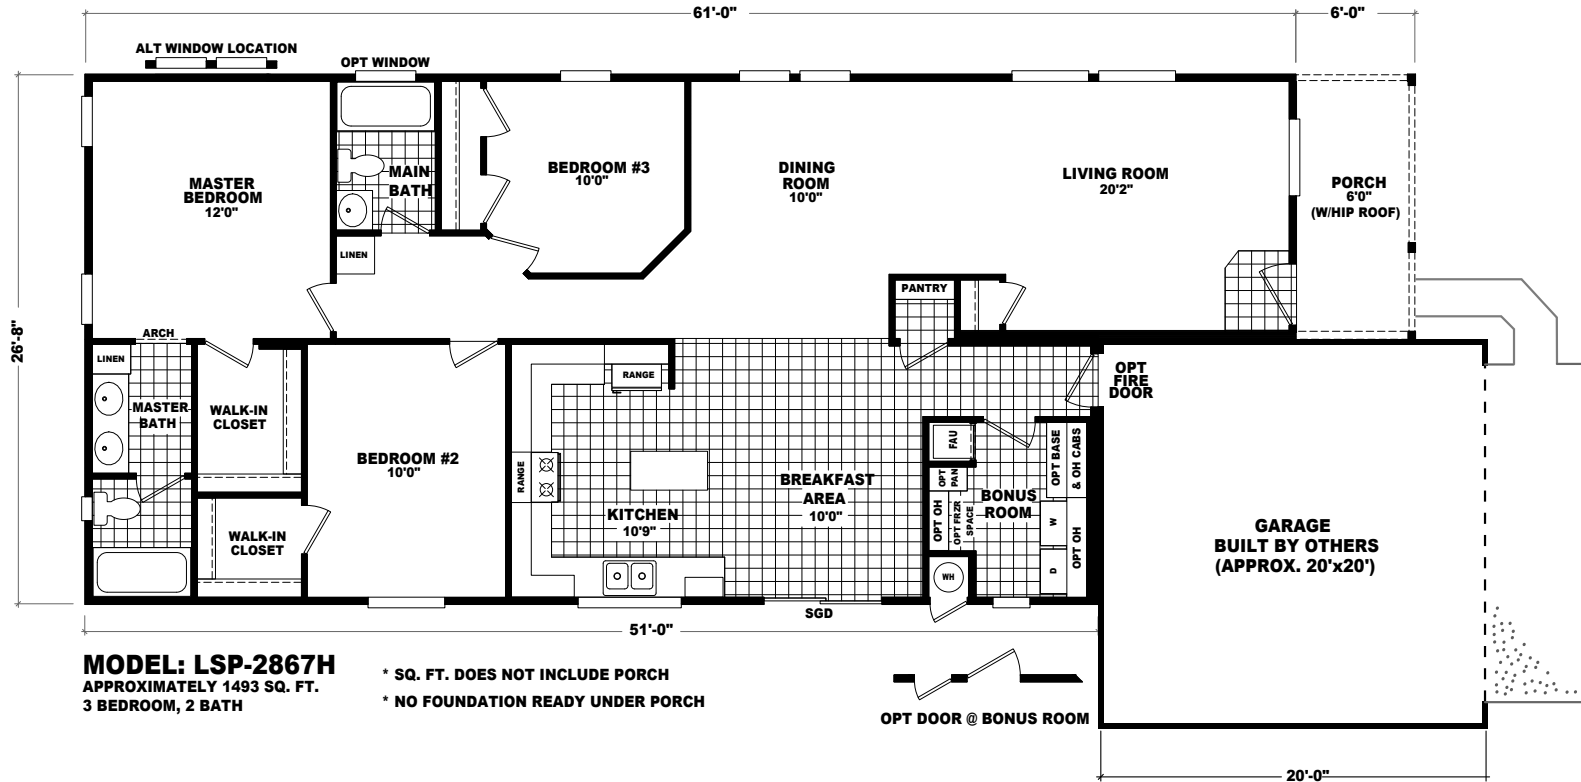 61'-0"
6'-0"
ALT WINDOW LOCATION
OPT WINDOW
26'-8"
MASTER
BEDROOM
12'0"
MAIN
BATH
LINEN
BEDROOM #3
10'0"
DINING
ROOM
10'0"
LIVING ROOM
20'2"
PORCH
6'0"
(W/HIP ROOF)
PANTRY
ARCH
LINEN
MASTER
BATH
WALK-IN
CLOSET
WALK-IN
CLOSET
BEDROOM #2
10'0"
RANGE
RANGE
KITCHEN
10'9"
BREAKFAST
AREA
10'0"
SGD
FAU
OPT
PAN
OPT OH
OPT FRZR
SPACE
WH
BONUS
ROOM
OPT BASE
& OH CABS
W
D
OPT OH
OPT
FIRE
DOOR
GARAGE
BUILT BY OTHERS
(APPROX. 20'x20')
51'-0"
MODEL: LSP-2867H
APPROXIMATELY 1493 SQ. FT.
3 BEDROOM, 2 BATH
* SQ. FT. DOES NOT INCLUDE PORCH
* NO FOUNDATION READY UNDER PORCH
OPT DOOR @ BONUS ROOM
20'-0"